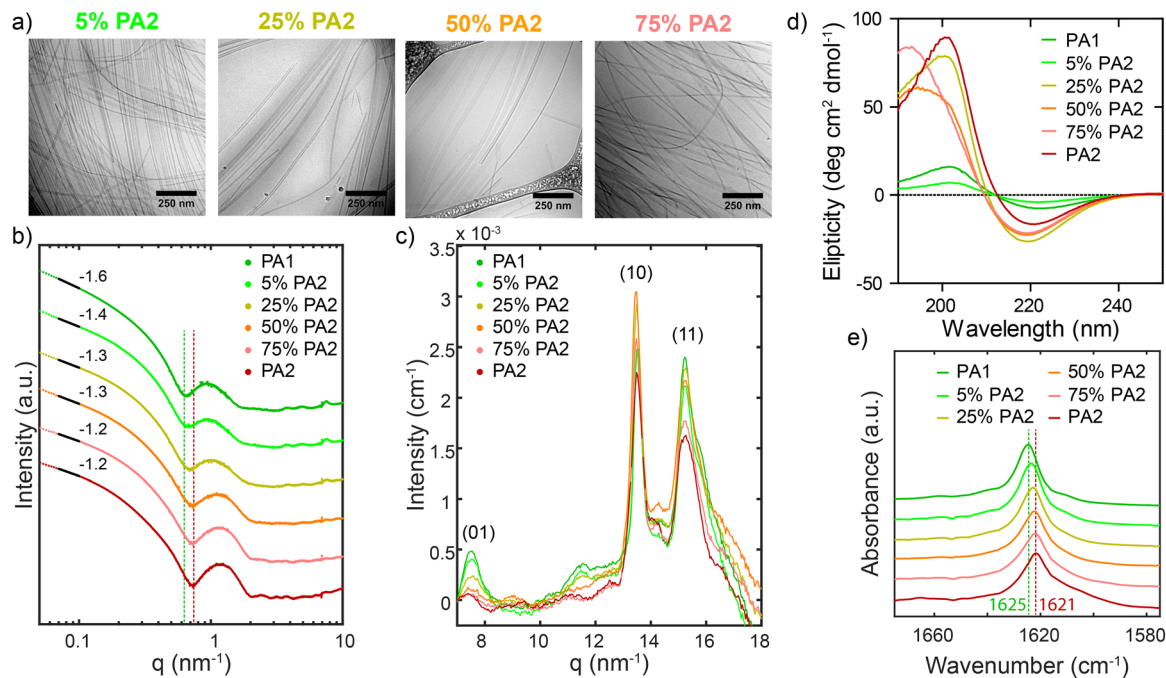 5% PA2 25% PA2 50% PA2 75% PA2
a)
250 nm 250 nm 250 nm 250 nm
b)
Intensity (a.u.)
-1.6
-1.4
-1.3
-1.3
-1.2
-1.2
PA1
5% PA2
25% PA2
50% PA2
75% PA2
PA2
0.1 1 10
q (nm-1)
c)
x 10-3
Intensity (cm-1)
3.5
3
2.5
2
1.5
1
0.5
0
PA1
5% PA2
25% PA2
50% PA2
75% PA2
PA2
(01)
(10)
(11)
8 10 12 14 16 18
q (nm-1)
d)
Elipticity (deg cm2 dmol-1)
100
50
0
-50
PA1
5% PA2
25% PA2
50% PA2
75% PA2
PA2
200 220 240
Wavelength (nm)
e)
Absorbance (a.u.)
PA1 50% PA2
5% PA2 75% PA2
25% PA2 PA2
1625 1621
1660 1620 1580
Wavenumber (cm-1)